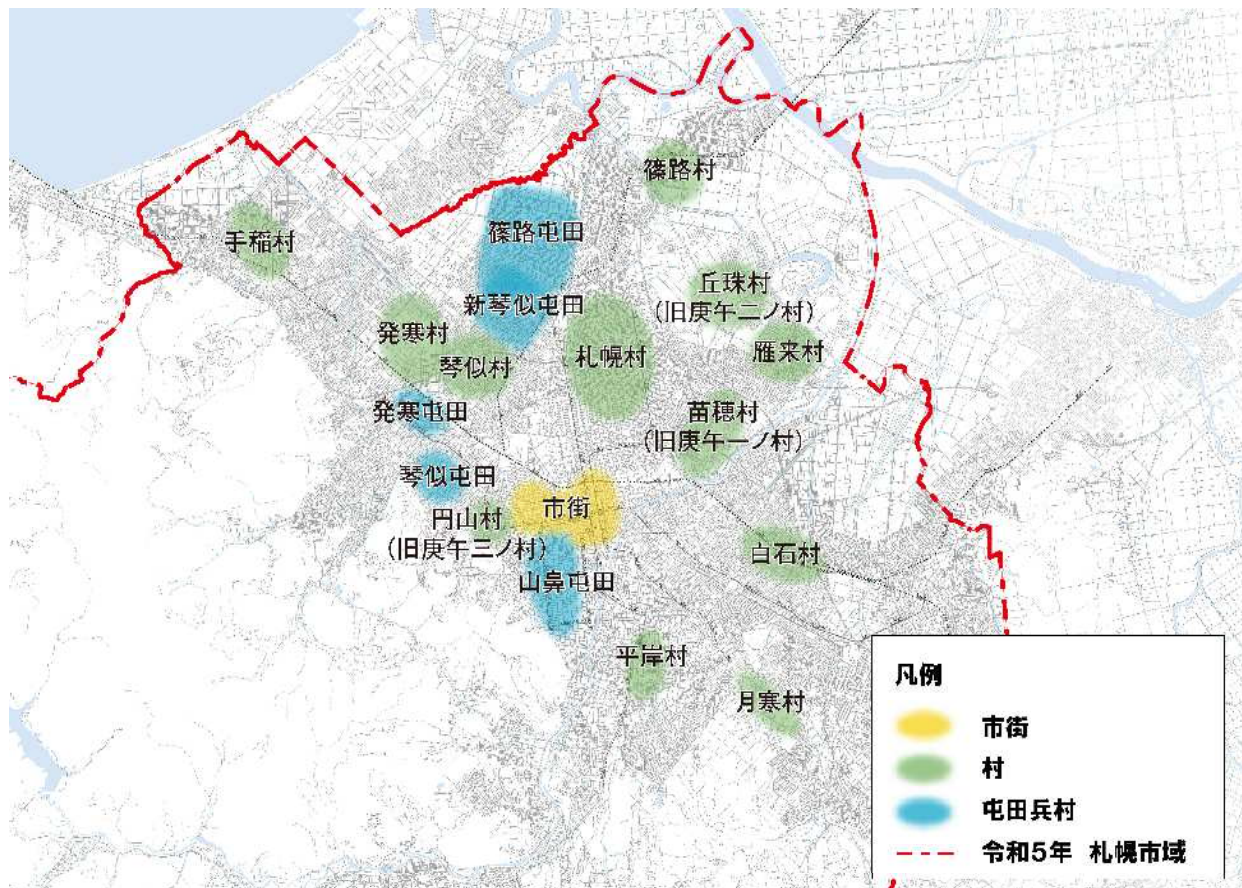 篠路村
手稲村
篠路屯田
新琴似屯田
丘珠村
(旧庚午二ノ村)
発寒村
琴似村
札幌村
雁来村
発寒屯田
苗穂村
(旧庚午一ノ村)
琴似屯田
市街
円山村
(旧庚午三ノ村)
白石村
山鼻屯田
平岸村
月寒村
凡例
市街
村
屯田兵村
令和5年 札幌市域